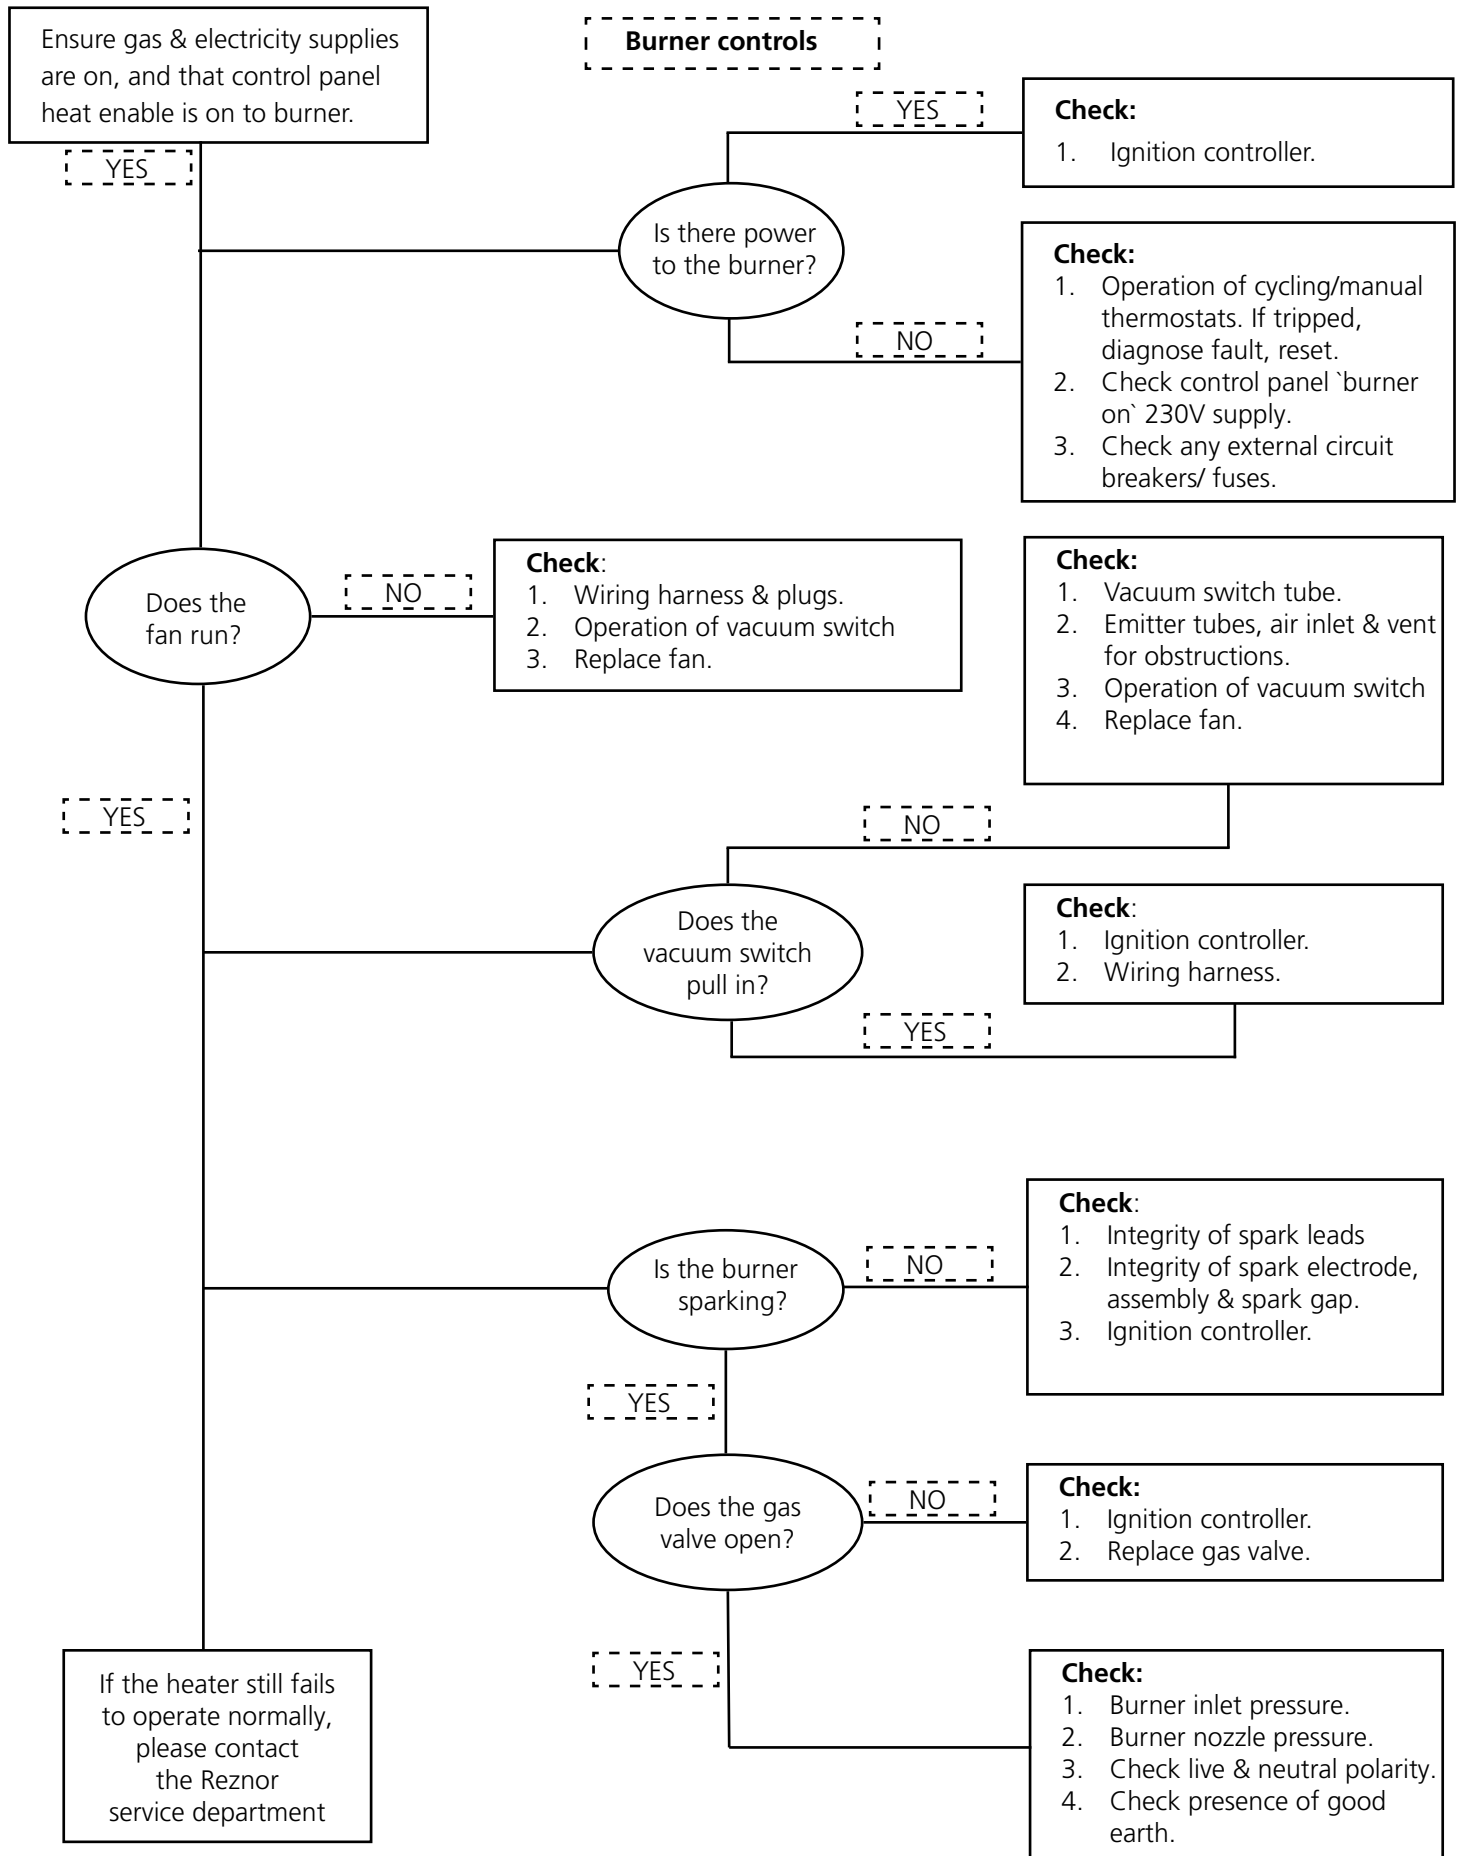 Ensure gas & electricity supplies
are on, and that control panel
heat enable is on to burner.
Burner controls
YES
YES
Check:
1. Ignition controller.
Is there power
to the burner?
NO
Check:
1. Operation of cycling/manual
thermostats. If tripped,
diagnose fault, reset.
2. Check control panel `burner
on` 230V supply.
3. Check any external circuit
breakers/ fuses.
Does the
fan run?
NO
Check:
1. Wiring harness & plugs.
2. Operation of vacuum switch
3. Replace fan.
Check:
1. Vacuum switch tube.
2. Emitter tubes, air inlet & vent
for obstructions.
3. Operation of vacuum switch
4. Replace fan.
YES
NO
Does the
vacuum switch
pull in?
Check:
1. Ignition controller.
2. Wiring harness.
YES
Is the burner
sparking?
NO
Check:
1. Integrity of spark leads
2. Integrity of spark electrode,
assembly & spark gap.
3. Ignition controller.
YES
Does the gas
valve open?
NO
Check:
1. Ignition controller.
2. Replace gas valve.
YES
If the heater still fails
to operate normally,
please contact
the Reznor
service department
Check:
1. Burner inlet pressure.
2. Burner nozzle pressure.
3. Check live & neutral polarity.
4. Check presence of good
earth.